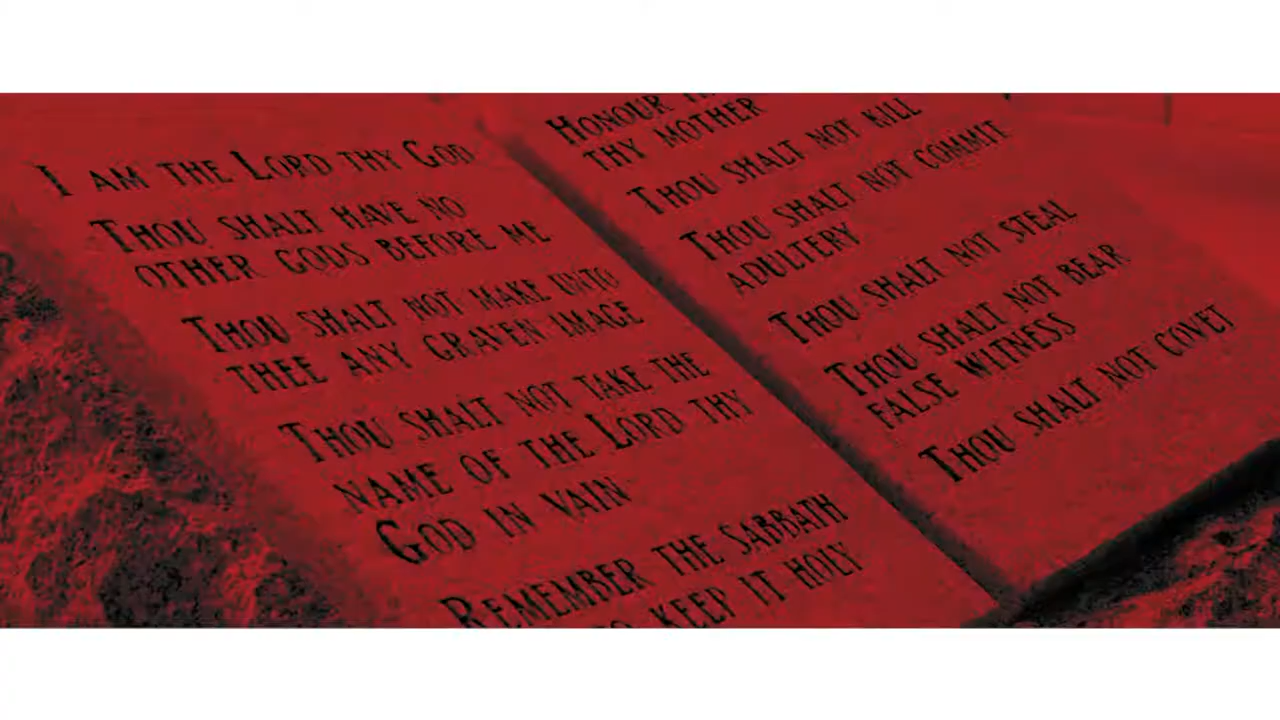 I AM THE LORD THY GOD
THOU SHALT HAVE NO
OTHER GODS BEFORE ME
THOU SHALT NOT MAKE UNTO
THEE ANY GRAVEN IMAGE
THOU SHALT NOT TAKE THE
NAME OF THE LORD THY
GOD IN VAIN
REMEMBER THE SABBATH
KEEP IT HOLY
HONOUR
THY MOTHER
THOU SHALT NOT KILL
THOU SHALT NOT COMMIT
ADULTERY
THOU SHALT NOT STEAL
THOU SHALT NOT BEAR
FALSE WITNESS
THOU SHALT NOT COVET